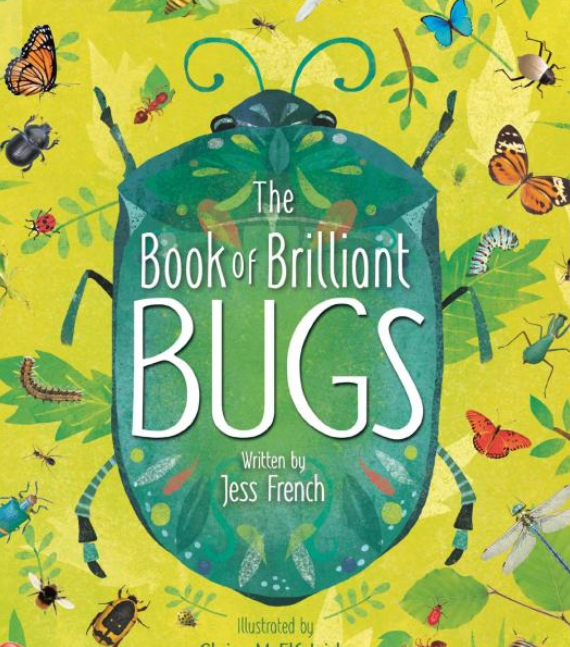 The
Book of Brilliant
BUGS
Written by
Jess French
Illustrated by